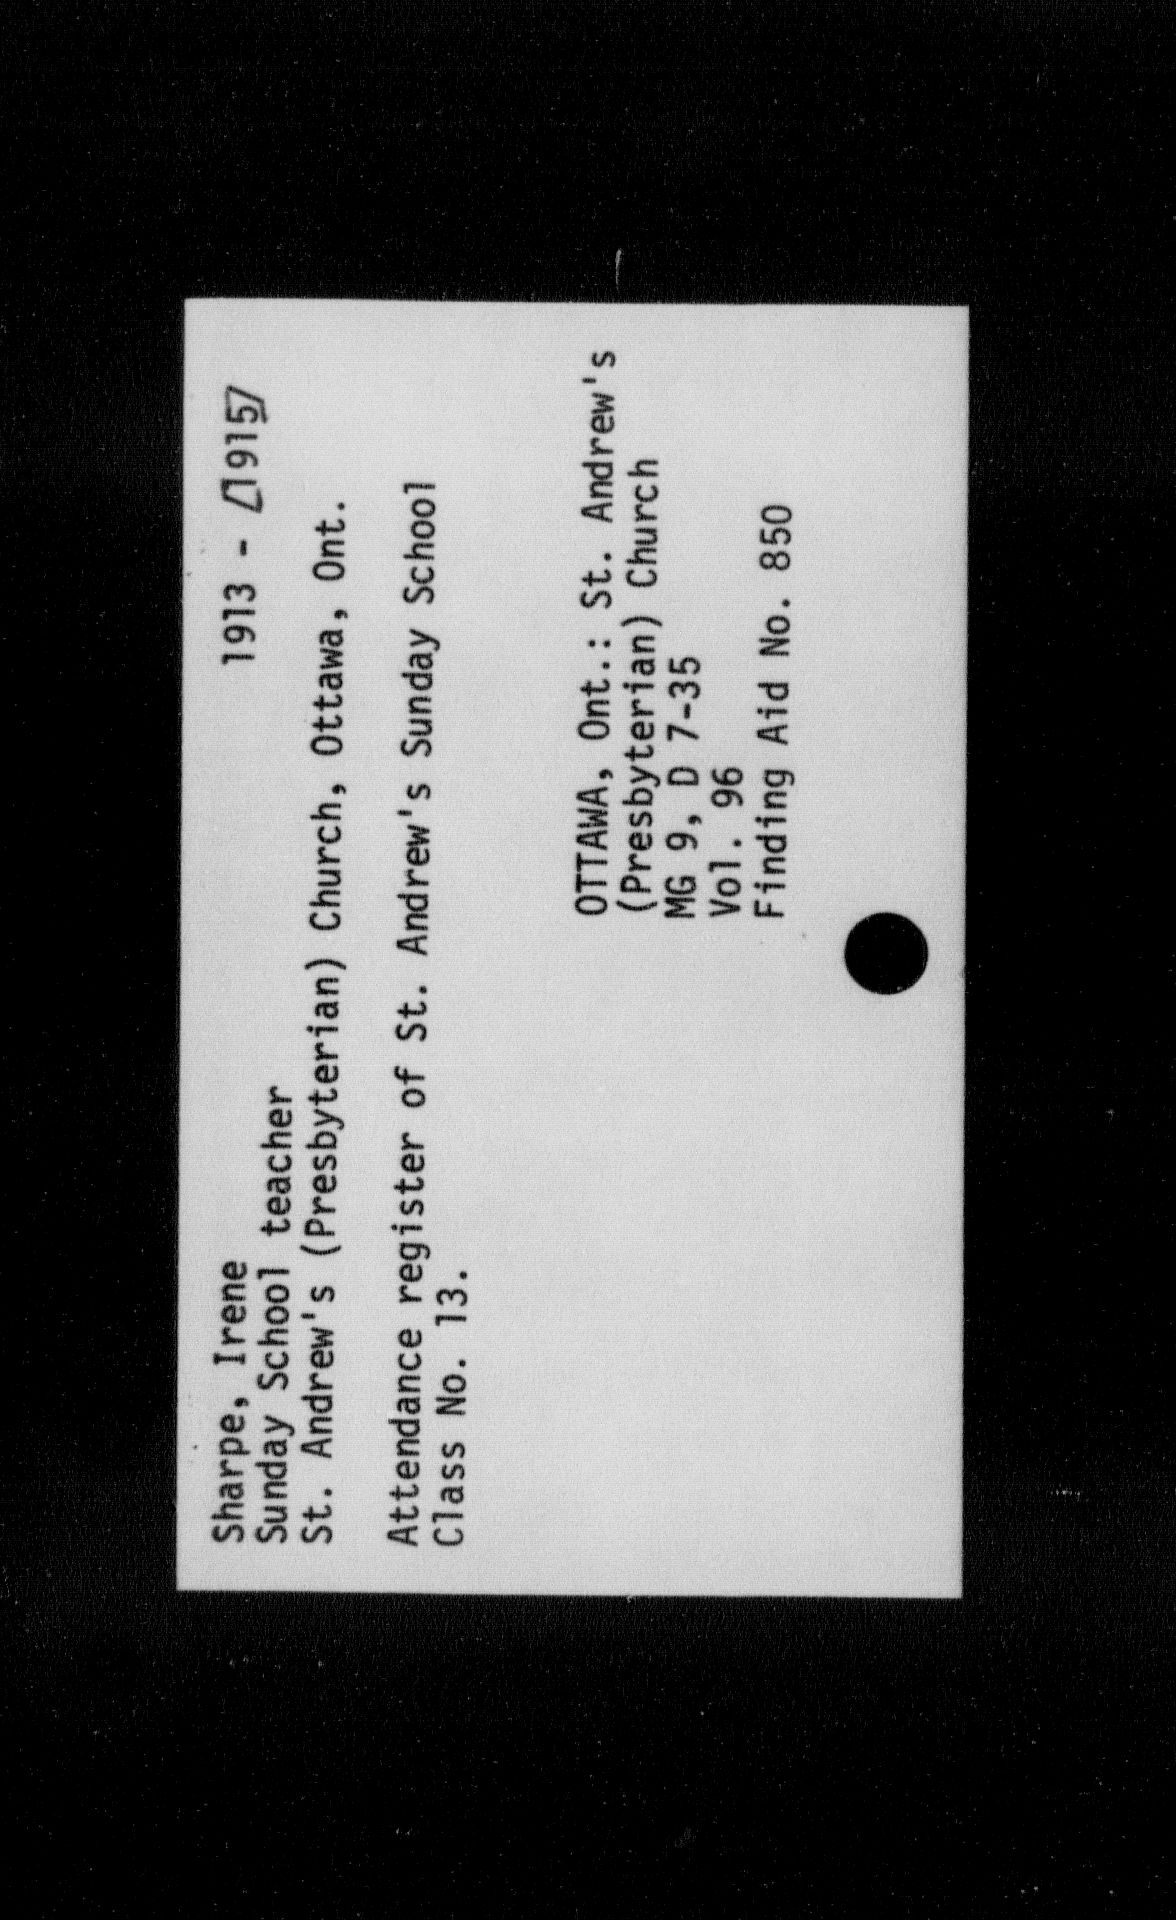 Sharpe, Irene 1913 - [1915]
Sunday School teacher
St. Andrew's (Presbyterian) Church, Ottawa, Ont.
Attendance register of St. Andrew's Sunday School
Class No. 13.
OTTAWA, Ont.: St. Andrew's
(Presbyterian) Church
MG 9, D 7-35
Vol. 96
Finding Aid No. 850